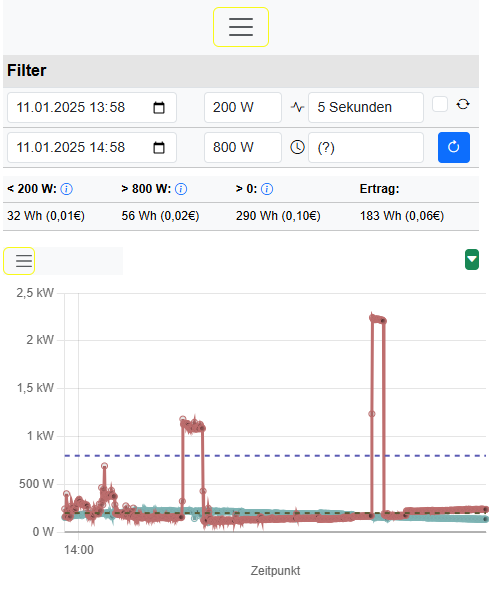 Filter
11.01.2025 13:58 200 W 5 Sekunden
11.01.2025 14:58 800 W (?)
< 200 W: > 800 W: > 0: Ertrag:
32 Wh (0,01€) 56 Wh (0,02€) 290 Wh (0,10€) 183 Wh (0,06€)
2,5 kW
2 kW
1,5 kW
1 kW
500 W
0 W
14:00
Zeitpunkt